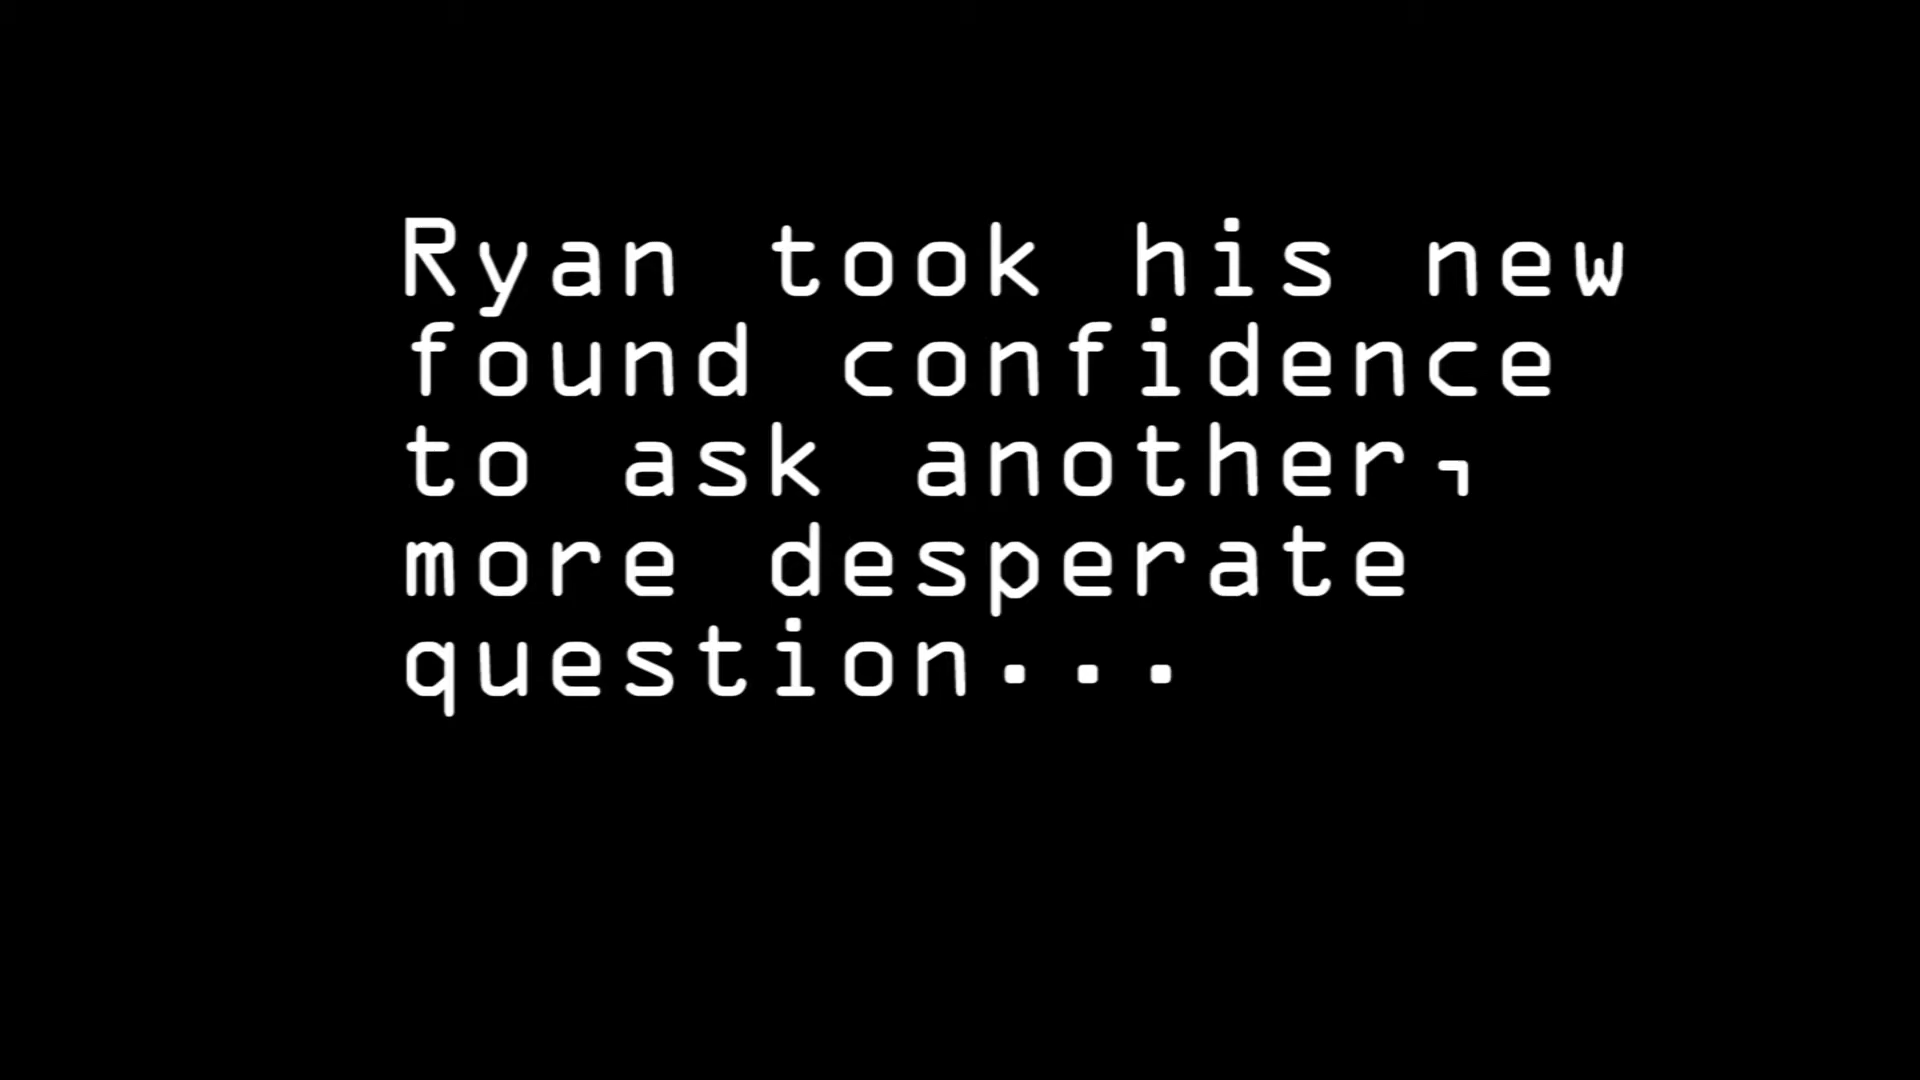 Ryan took his new
found confidence
to ask another,
more desperate
question...